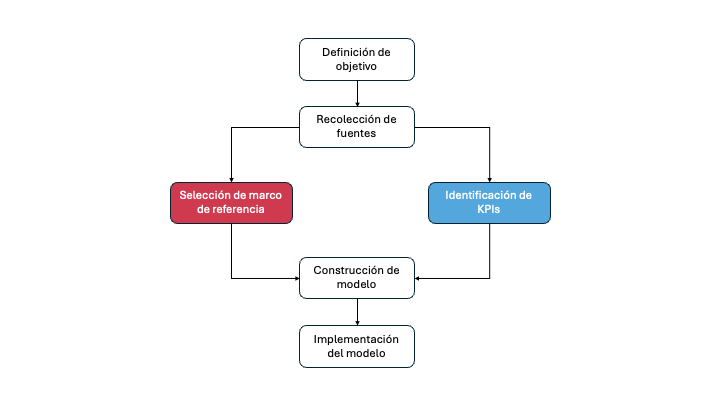 Definición de
objetivo
Recolección de
fuentes
Selección de marco
de referencia
Identificación de
KPIs
Construcción de
modelo
Implementación
del modelo